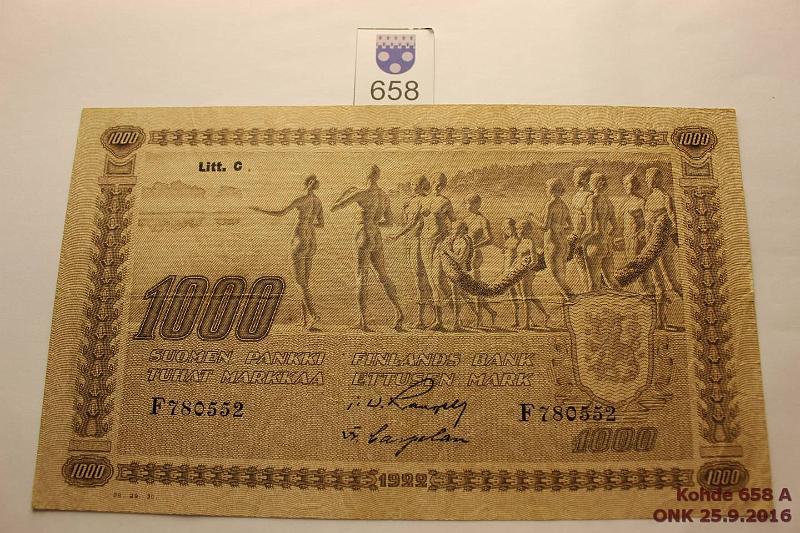 658
1000 1000
Litt. C
1000
SUOMEN PANKKI FINLANDS BANK
TUHAT MARKKAA ETTUSEN MARK
F780552 F780552
1000
1922
1000 1000
Kohde 658 A
ONK 25.9.2016